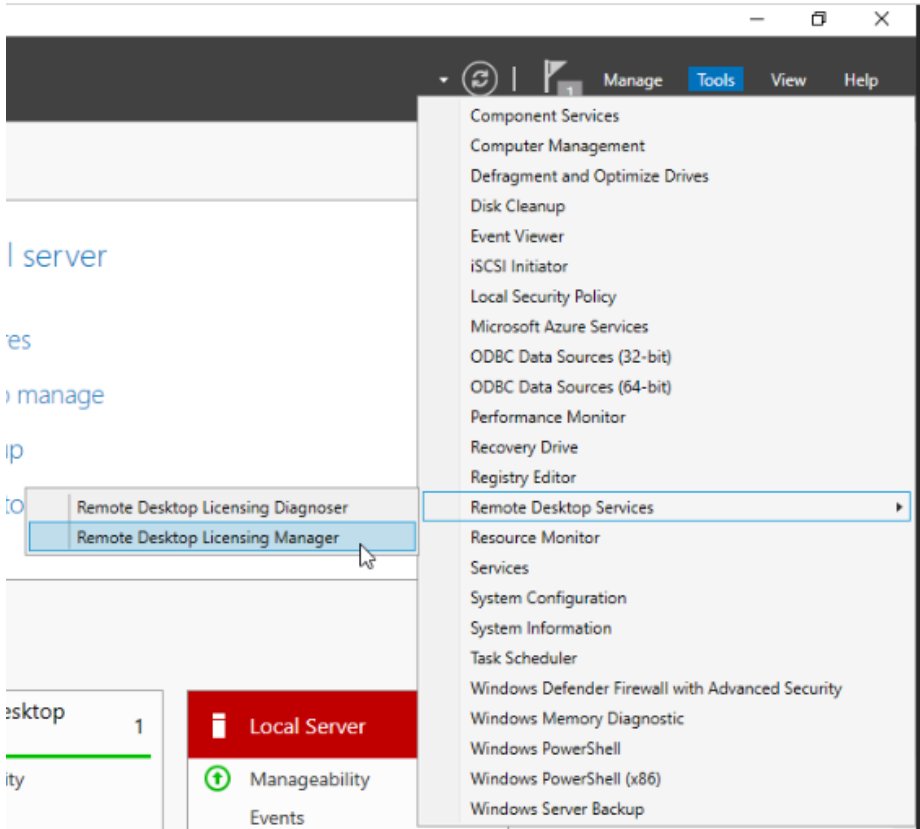 Manage Tools View Help
1
Component Services
Computer Management
Defragment and Optimize Drives
Disk Cleanup
Event Viewer
iSCSI Initiator
Local Security Policy
Microsoft Azure Services
ODBC Data Sources (32-bit)
ODBC Data Sources (64-bit)
Performance Monitor
Recovery Drive
Registry Editor
Remote Desktop Services
Resource Monitor
Services
System Configuration
System Information
Task Scheduler
Windows Defender Firewall with Advanced Security
Windows Memory Diagnostic
Windows PowerShell
Windows PowerShell (x86)
Windows Server Backup
Remote Desktop Licensing Diagnoser
Remote Desktop Licensing Manager
l server
res
o manage
up
to
esktop 1
ity
Local Server
Manageability
Events